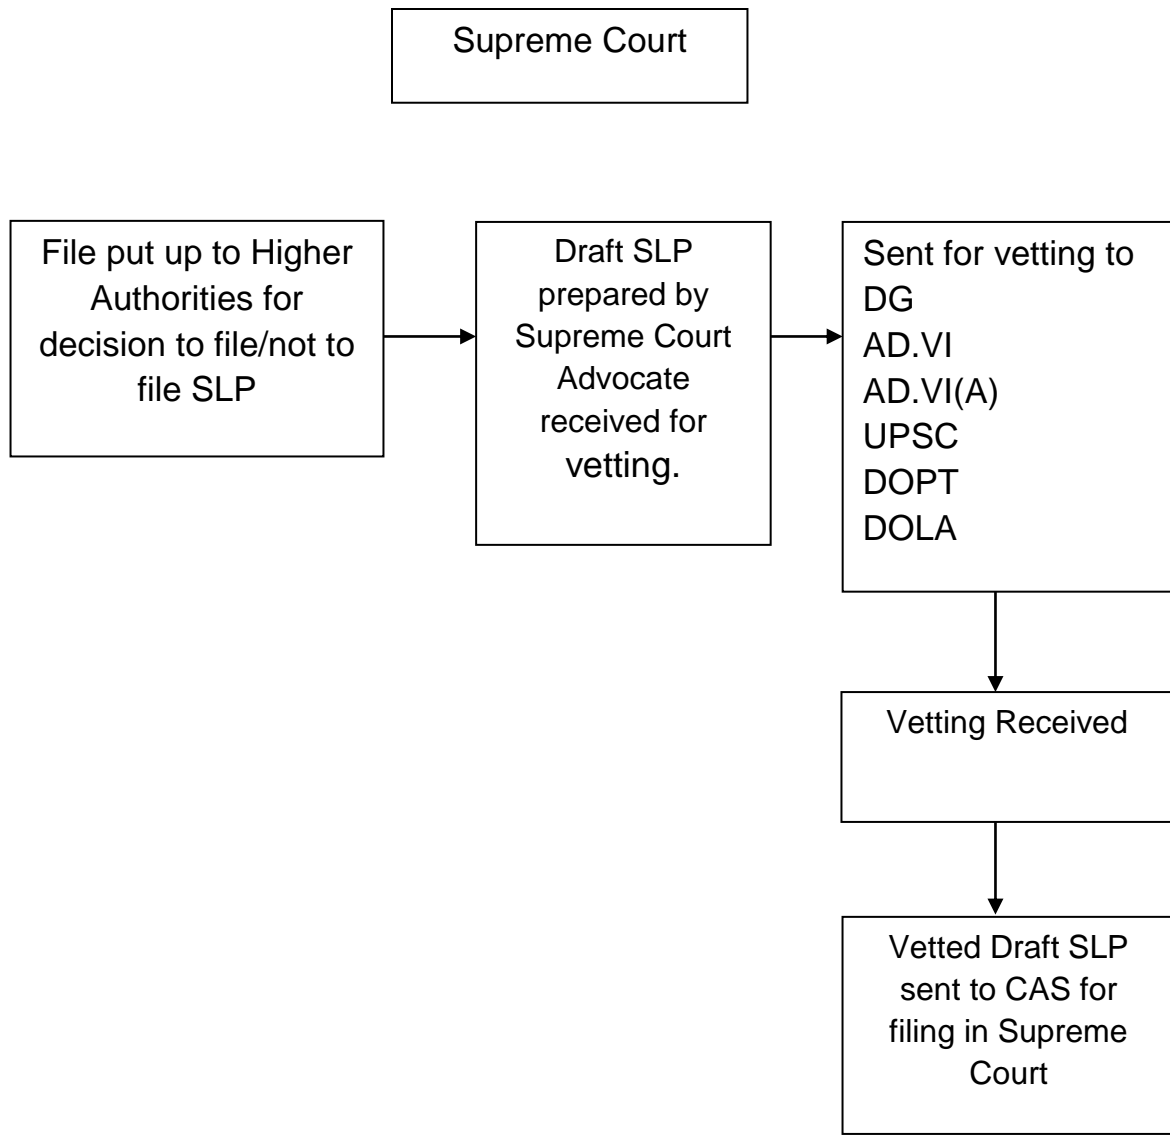 Supreme Court
File put up to Higher
Authorities for
decision to file/not to
file SLP
Draft SLP
prepared by
Supreme Court
Advocate
received for
vetting.
Sent for vetting to
DG
AD.VI
AD.VI(A)
UPSC
DOPT
DOLA
Vetting Received
Vetted Draft SLP
sent to CAS for
filing in Supreme
Court